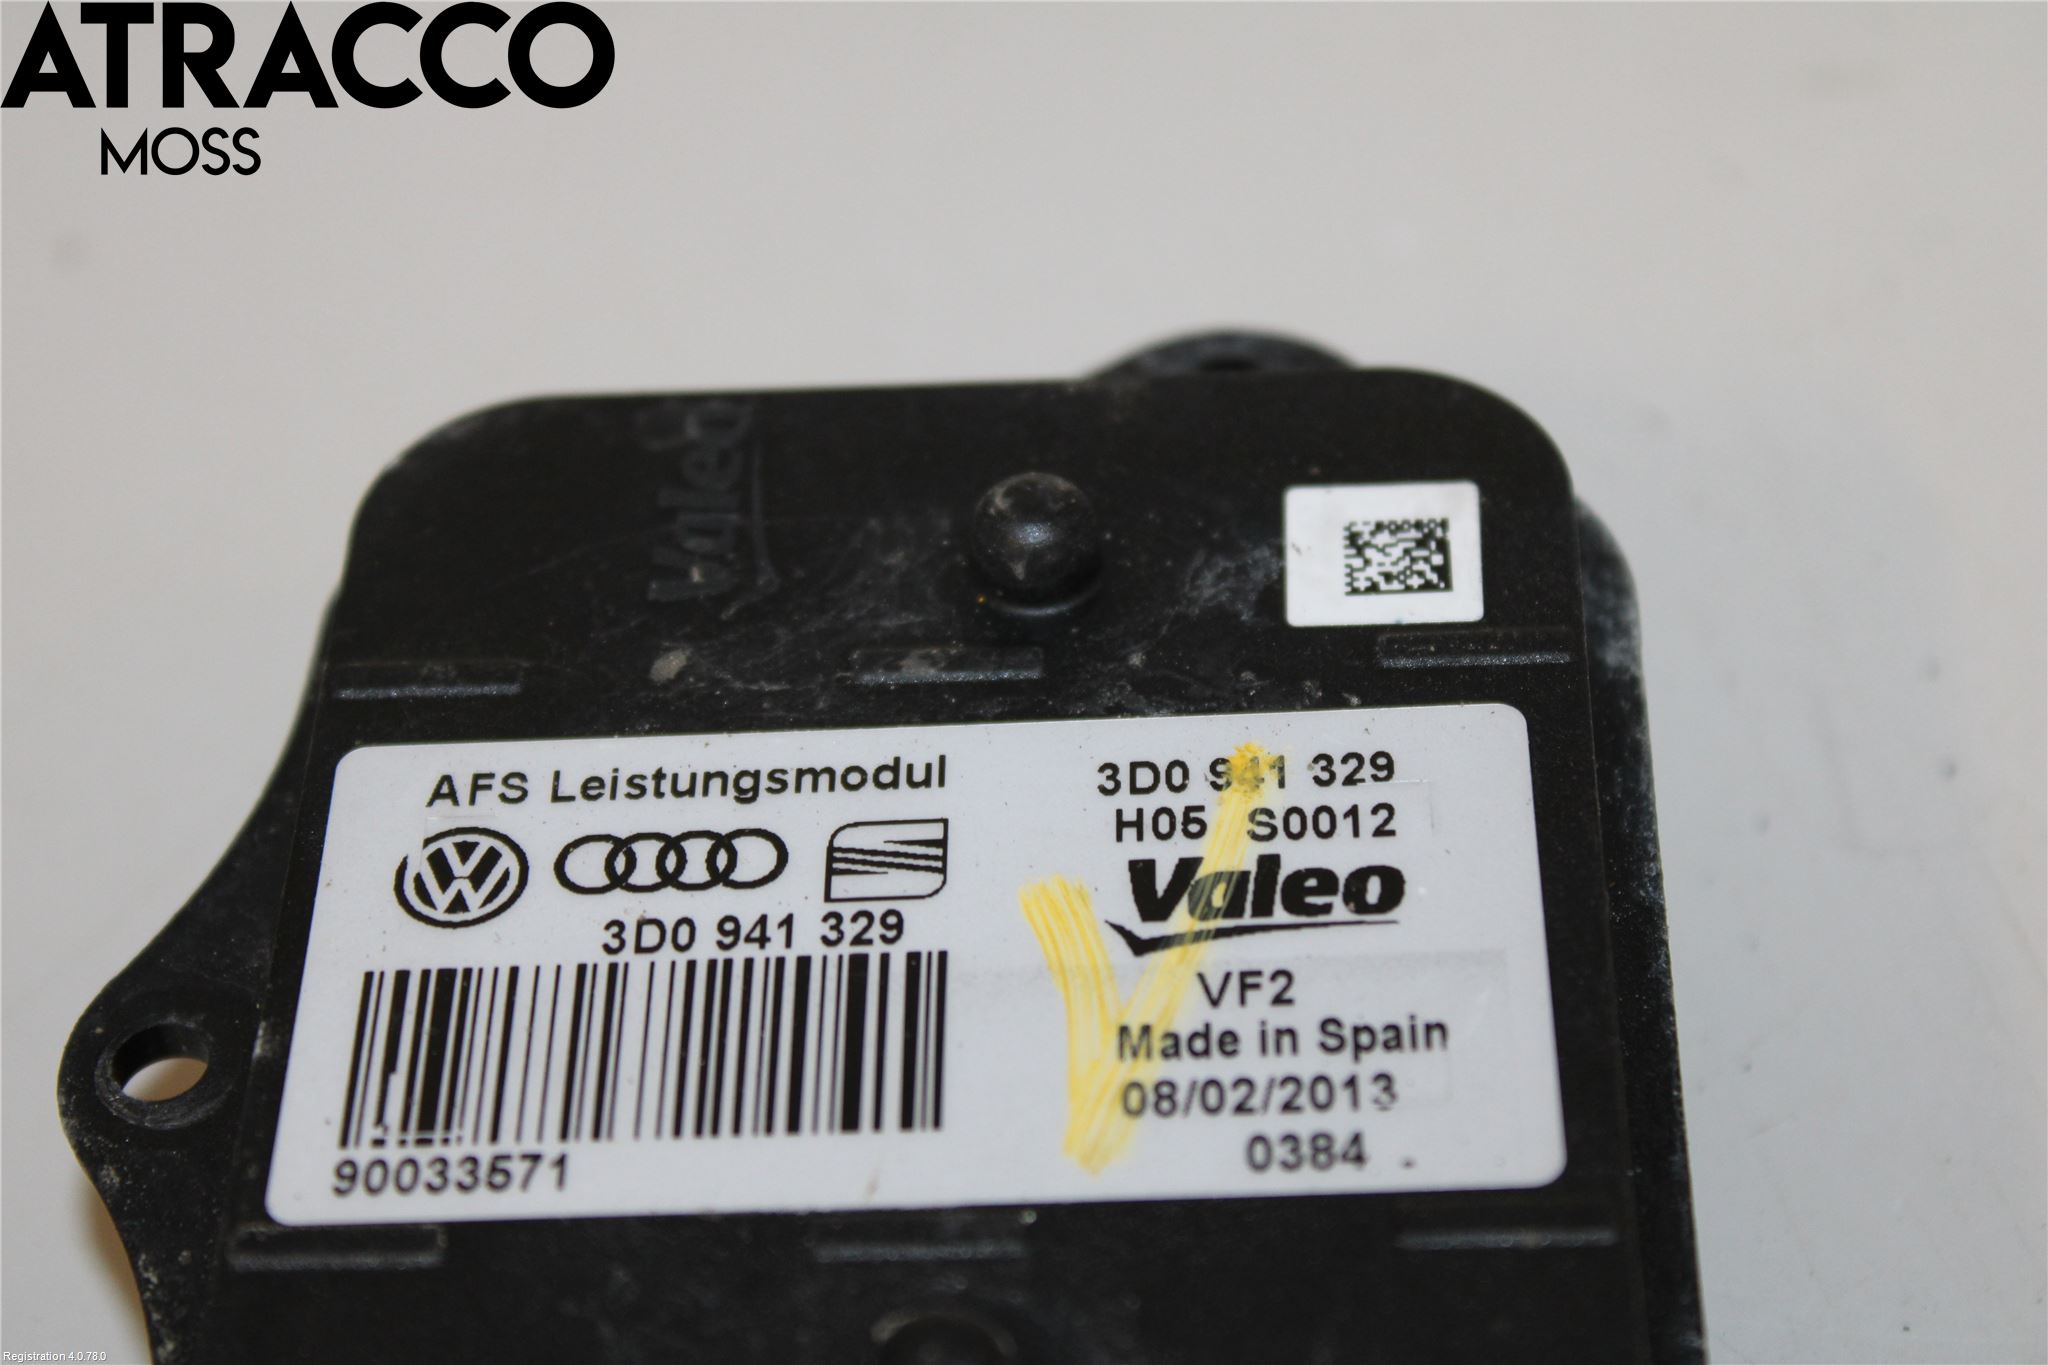 ATRACCO
MOSS
Valeo
AFS Leistungsmodul
3D0 941 329
90033571
3D0 941 329
H05 S0012
Valeo
VF2
Made in Spain
08/02/2013
0384
Registration 4.0.78.0